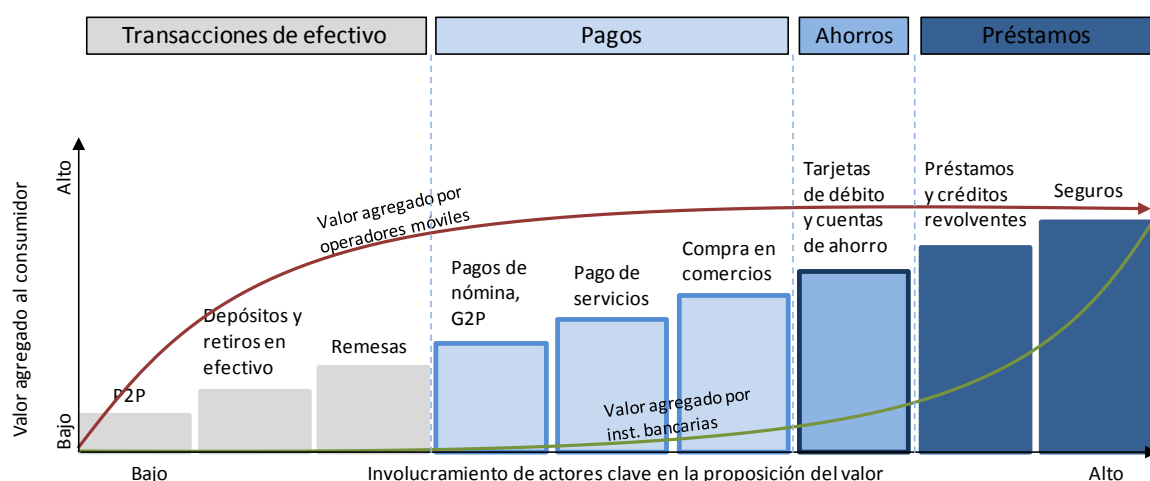 Transacciones de efectivo
Pagos
Ahorros
Préstamos
Valor agregado al consumidor
Alto
Bajo
Valor agregado por
operadores móviles
P2P
Depósitos y
retiros en
efectivo
Remesas
Pagos de
nómina,
G2P
Pago de
servicios
Compra en
comercios
Tarjetas
de débito
y cuentas
de ahorro
Préstamos
y créditos
revolventes
Seguros
Valor agregado por
inst. bancarias
Bajo
Involucramiento de actores clave en la proposición del valor
Alto